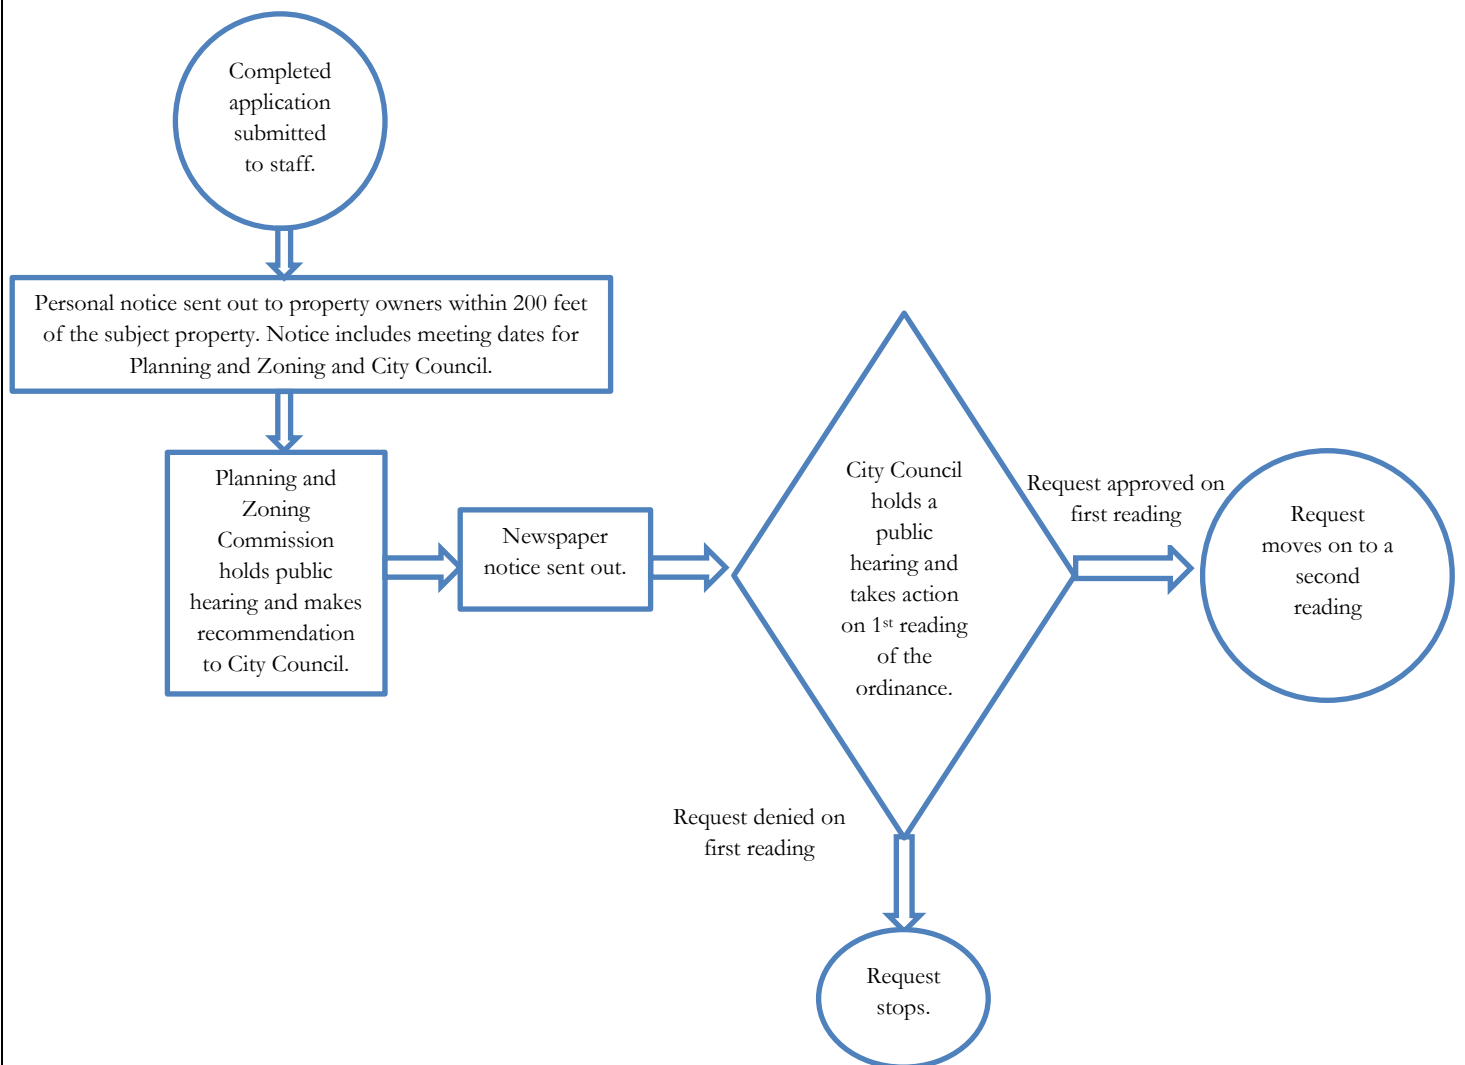 Completed
application
submitted
to staff.
Personal notice sent out to property owners within 200 feet
of the subject property. Notice includes meeting dates for
Planning and Zoning and City Council.
Planning and
Zoning
Commission
holds public
hearing and makes
recommendation
to City Council.
Newspaper
notice sent out.
City Council
holds a
public
hearing and
takes action
on 1st reading
of the
ordinance.
Request approved on
first reading
Request
moves on to a
second
reading
Request denied on
first reading
Request
stops.